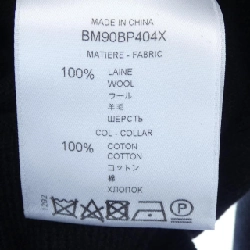 MADE IN CHINA
BM90BP404X
MATIERE - FABRIC
100% LAINE
WOOL
ウール
羊毛
ШЕРСТЬ
COL - COLLAR
100% COTON
COTTON
コットン
綿
ХЛОПОК